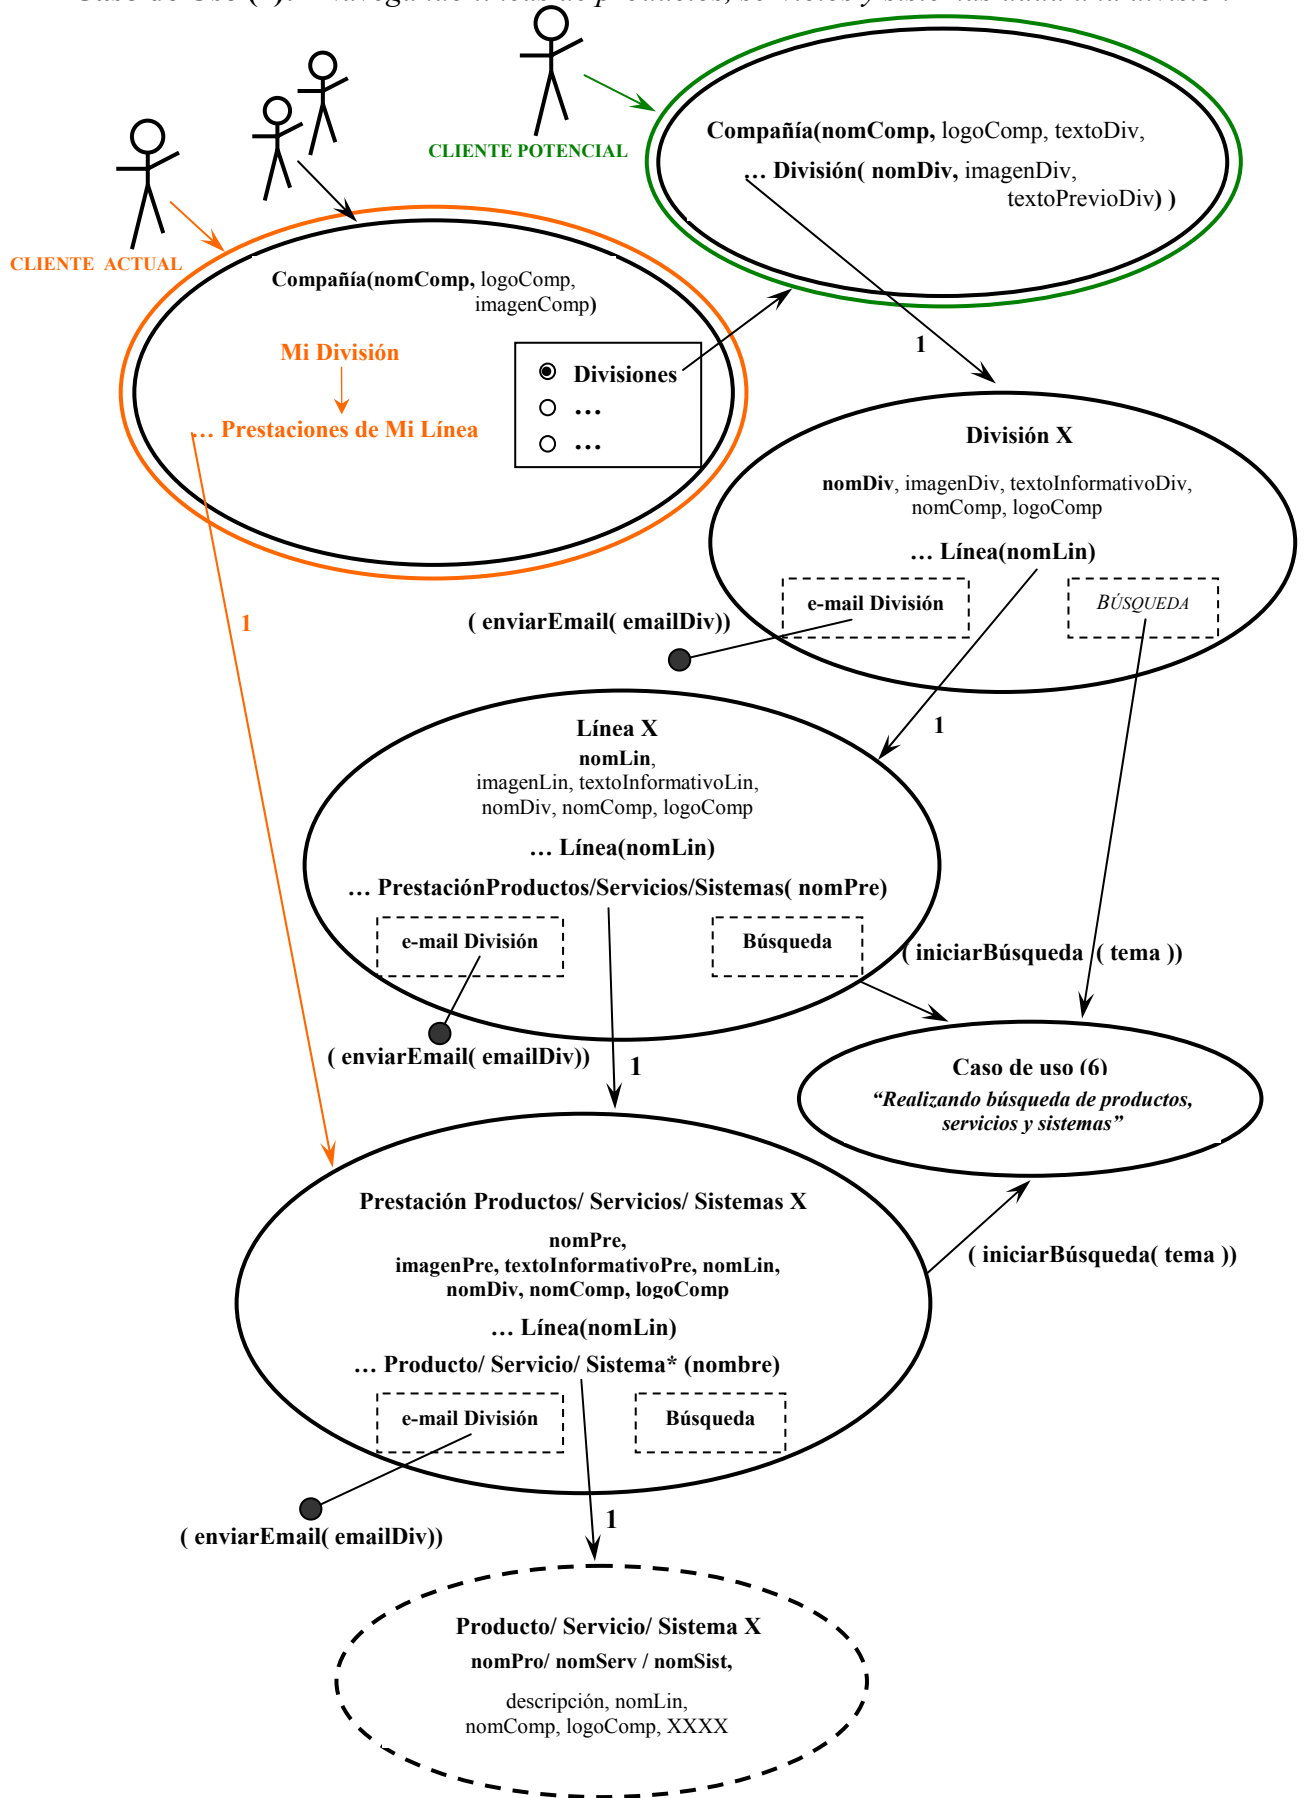 CLIENTE POTENCIAL
Compañía(nomComp, logoComp, textoDiv,
… División( nomDiv, imagenDiv,
textoPrevioDiv) )
CLIENTE ACTUAL
Compañía(nomComp, logoComp,
imagenComp)
Mi División
… Prestaciones de Mi Línea
Divisiones
…
…
1
División X
nomDiv, imagenDiv, textoInformativoDiv,
nomComp, logoComp
… Línea(nomLin)
e-mail División
BÚSQUEDA
( enviarEmail( emailDiv))
1
1
Línea X
nomLin,
imagenLin, textoInformativoLin,
nomDiv, nomComp, logoComp
… Línea(nomLin)
… PrestaciónProductos/Servicios/Sistemas( nomPre)
e-mail División
Búsqueda
( iniciarBúsqueda ( tema ))
( enviarEmail( emailDiv))
1
Caso de uso (6)
“Realizando búsqueda de productos,
servicios y sistemas”
Prestación Productos/ Servicios/ Sistemas X
nomPre,
imagenPre, textoInformativoPre, nomLin,
nomDiv, nomComp, logoComp
( iniciarBúsqueda( tema ))
… Línea(nomLin)
… Producto/ Servicio/ Sistema* (nombre)
e-mail División
Búsqueda
( enviarEmail( emailDiv))
1
Producto/ Servicio/ Sistema X
nomPro/ nomServ / nomSist,
descripción, nomLin,
nomComp, logoComp, XXXX